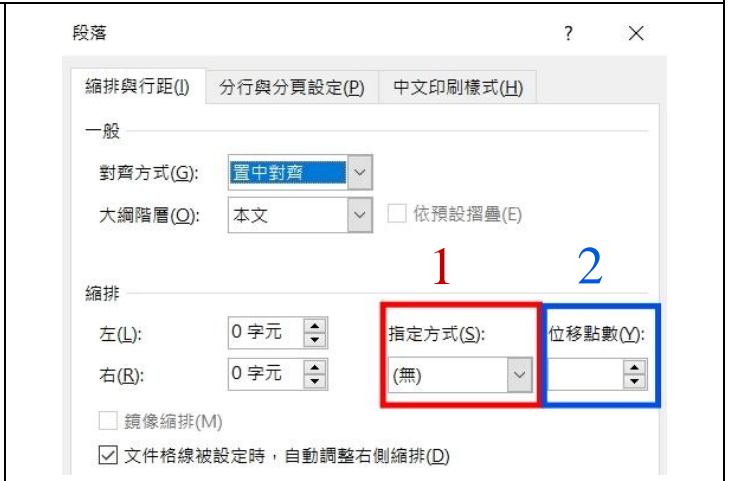 段落 ? ×
縮排與行距(I) 分行與分頁設定(P) 中文印刷樣式(H)
一般
對齊方式(G): 置中對齊
大綱階層(O): 本文 依預設摺疊(E)
1 2
縮排
左(L): 0 字元 指定方式(S): 位移點數(Y):
右(R): 0 字元 (無)
鏡像縮排(M)
文件格線被設定時，自動調整右側縮排(D)